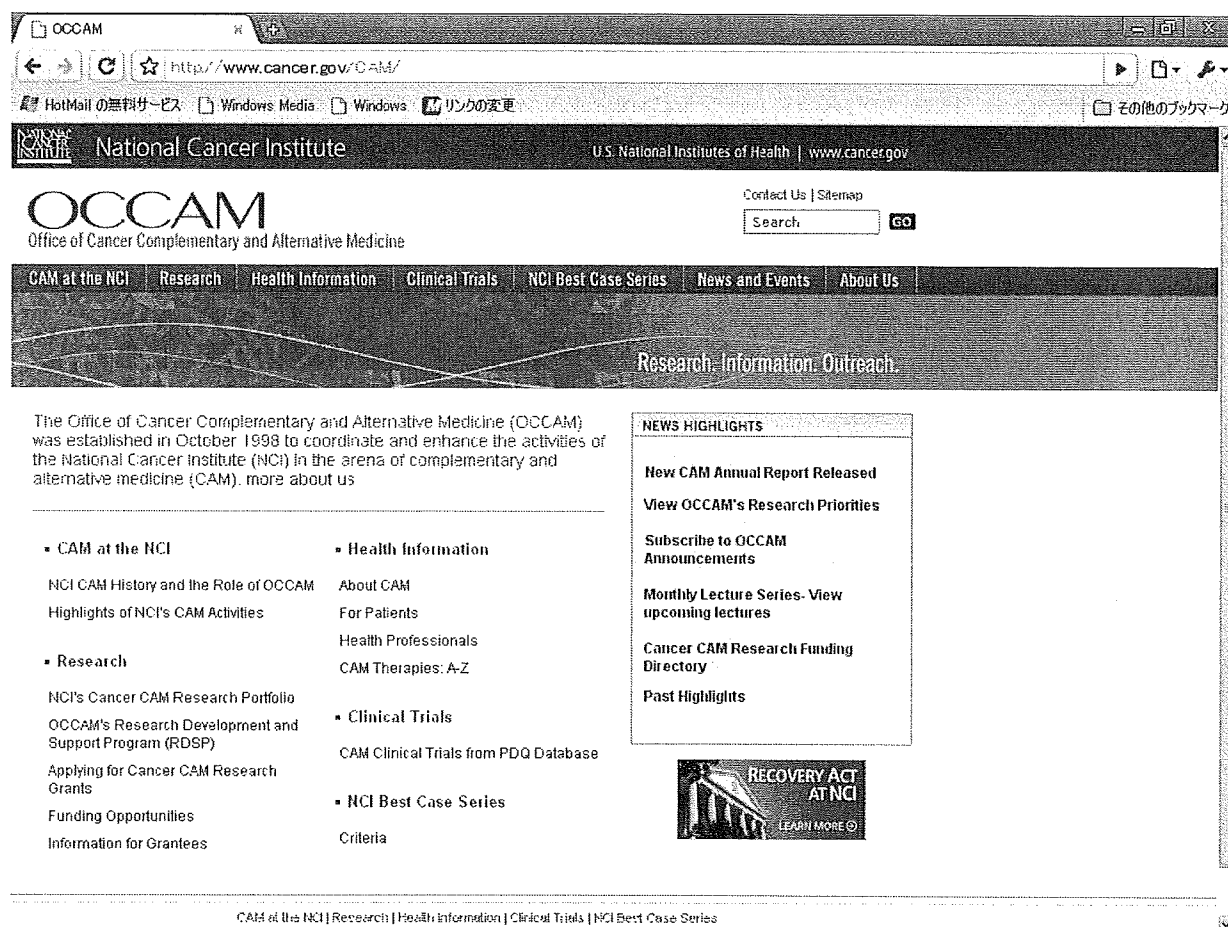 OCCAM
http://www.cancer.gov/CAM/
HotMail の無料サービス Windows Media Windows リンクの変更 その他のブックマーク
NATIONAL CANCER INSTITUTE
National Cancer Institute
U.S. National Institutes of Health | www.cancer.gov
Contact Us | Sitemap
OCCAM
Search GO
Office of Cancer Complementary and Alternative Medicine
CAM at the NCI Research Health Information Clinical Trials NCI Best Case Series News and Events About Us
Research. Information. Outreach.
The Office of Cancer Complementary and Alternative Medicine (OCCAM)
was established in October 1998 to coordinate and enhance the activities of
the National Cancer Institute (NCI) in the arena of complementary and
alternative medicine (CAM). more about us
▪ CAM at the NCI
NCI CAM History and the Role of OCCAM
Highlights of NCI's CAM Activities
▪ Research
NCI's Cancer CAM Research Portfolio
OCCAM's Research Development and
Support Program (RDSP)
Applying for Cancer CAM Research
Grants
Funding Opportunities
Information for Grantees
▪ Health Information
About CAM
For Patients
Health Professionals
CAM Therapies: A-Z
▪ Clinical Trials
CAM Clinical Trials from PDQ Database
▪ NCI Best Case Series
Criteria
NEWS HIGHLIGHTS
New CAM Annual Report Released
View OCCAM's Research Priorities
Subscribe to OCCAM
Announcements
Monthly Lecture Series- View
upcoming lectures
Cancer CAM Research Funding
Directory
Past Highlights
RECOVERY ACT
AT NCI
LEARN MORE
CAM at the NCI | Research | Health Information | Clinical Trials | NCI Best Case Series